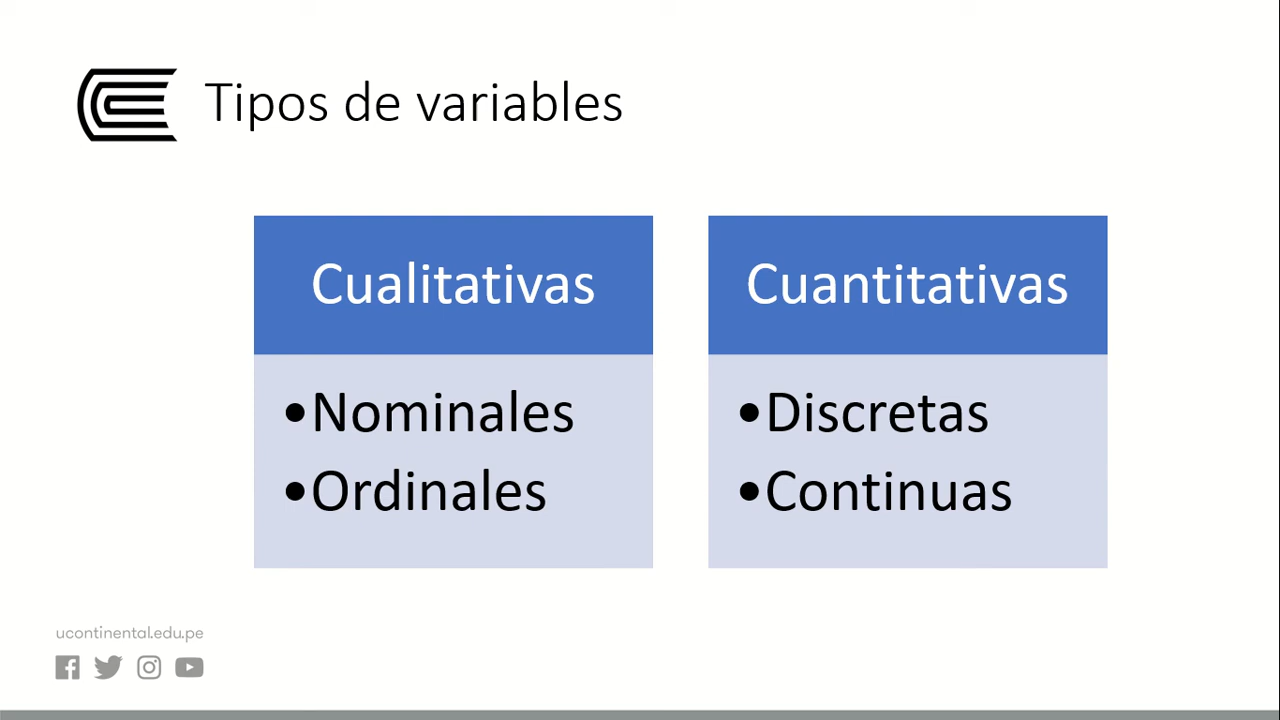 Tipos de variables
Cualitativas
•Nominales
•Ordinales
Cuantitativas
•Discretas
•Continuas
ucontinental.edu.pe